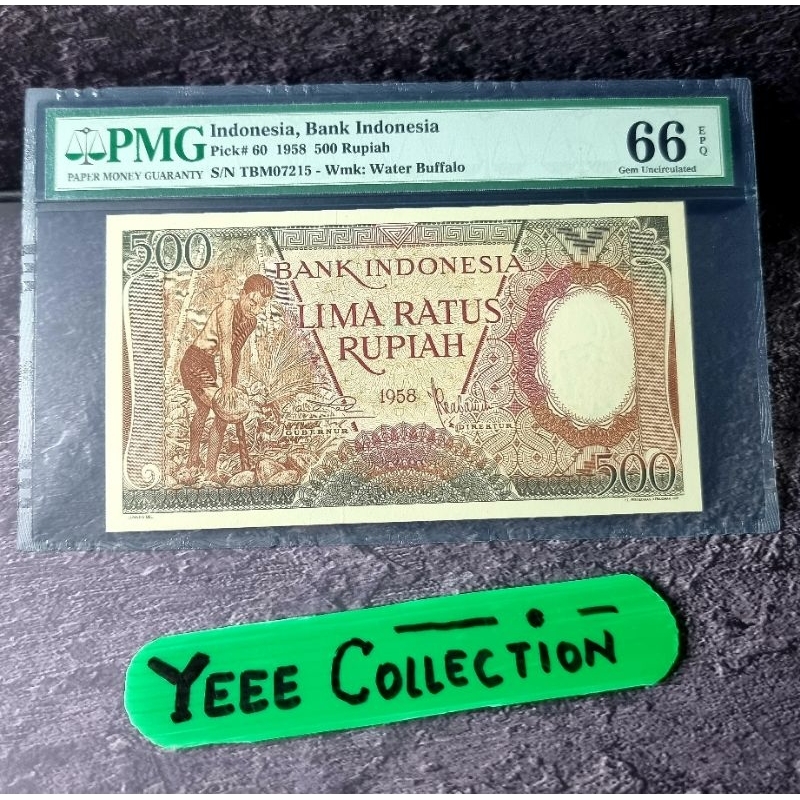 PMG
PAPER MONEY GUARANTY
Indonesia, Bank Indonesia
Pick# 60 1958 500 Rupiah
S/N TBM07215 - Wmk: Water Buffalo
66 EPQ
Gem Uncirculated
500
BANK INDONESIA
LIMA RATUS
RUPIAH
1958
GUBERNUR
DIREKTUR
500
YEEE COLLECTION